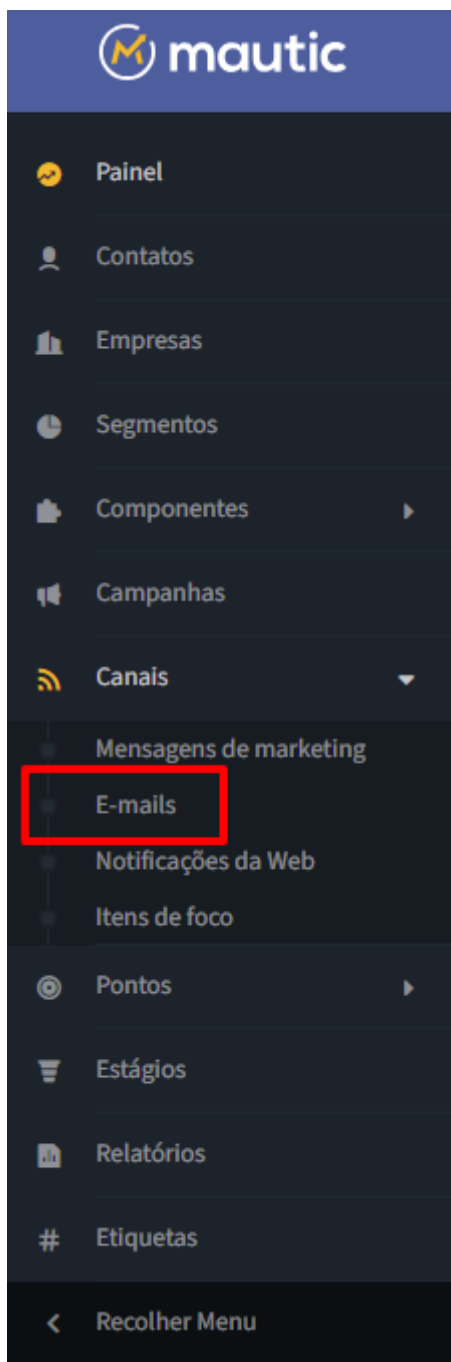 mautic
Painel
Contatos
Empresas
Segmentos
Componentes
Campanhas
Canais
Mensagens de marketing
E-mails
Notificações da Web
Itens de foco
Pontos
Estágios
Relatórios
Etiquetas
Recolher Menu